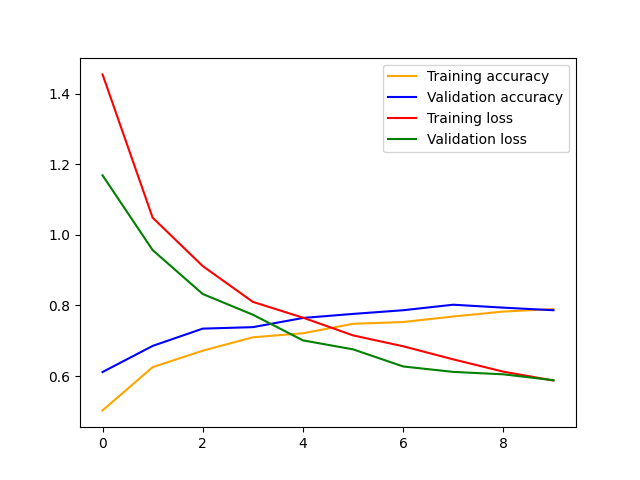 Training accuracy
Validation accuracy
Training loss
Validation loss
1.4
1.2
1.0
0.8
0.6
0 2 4 6 8